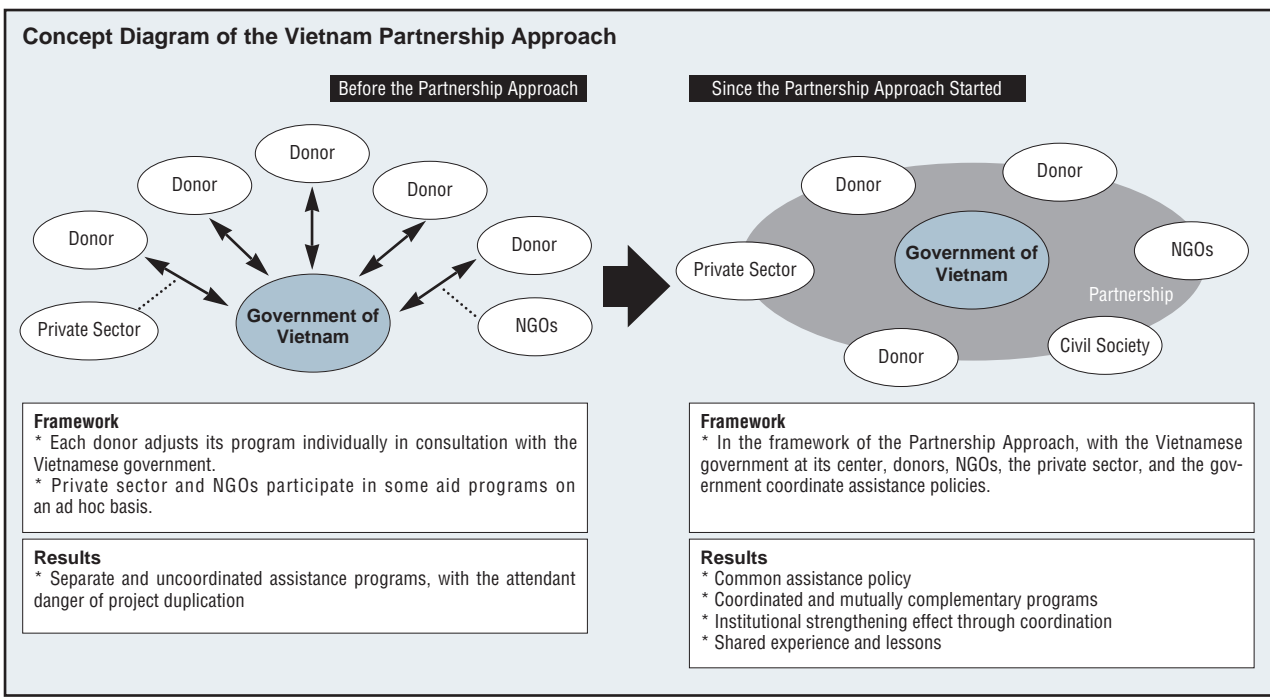 Concept Diagram of the Vietnam Partnership Approach
Before the Partnership Approach
Donor
Donor
Donor
Donor
Donor
Private Sector
Government of
Vietnam
NGOs
Framework
* Each donor adjusts its program individually in consultation with the
Vietnamese government.
* Private sector and NGOs participate in some aid programs on
an ad hoc basis.
Results
* Separate and uncoordinated assistance programs, with the attendant
danger of project duplication
Since the Partnership Approach Started
Donor
Donor
Private Sector
Government of
Vietnam
NGOs
Partnership
Donor
Civil Society
Framework
* In the framework of the Partnership Approach, with the Vietnamese
government at its center, donors, NGOs, the private sector, and the gov-
ernment coordinate assistance policies.
Results
* Common assistance policy
* Coordinated and mutually complementary programs
* Institutional strengthening effect through coordination
* Shared experience and lessons